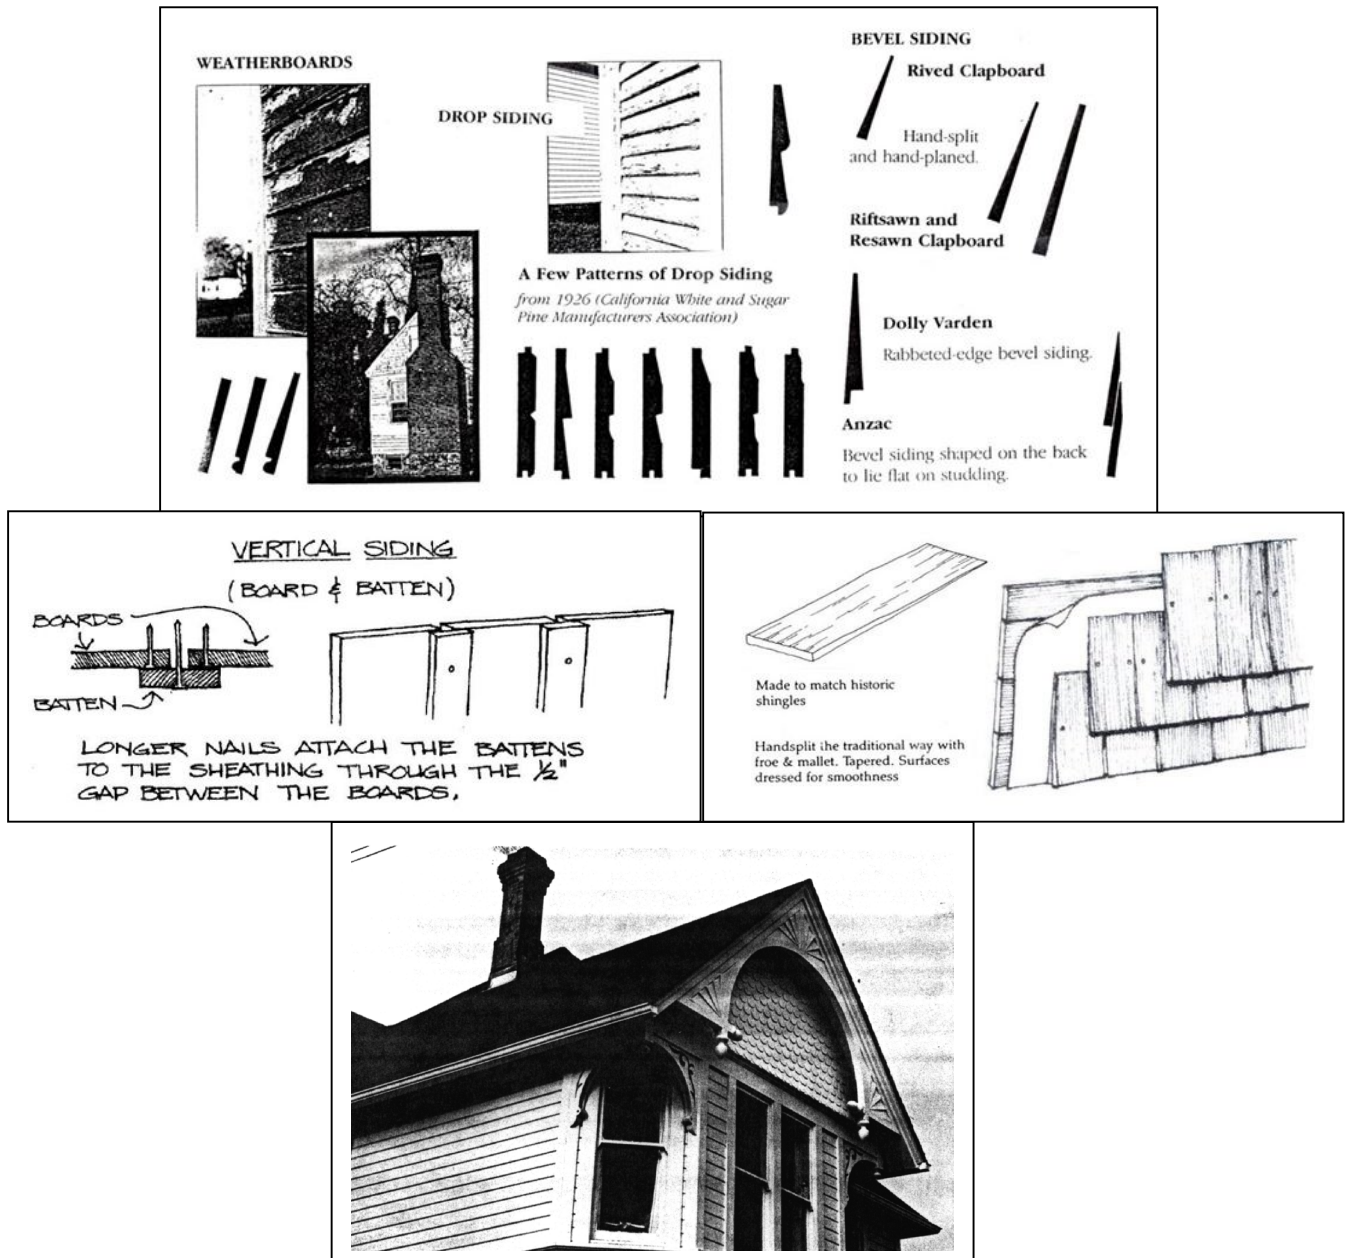 WEATHERBOARDS
DROP SIDING
A Few Patterns of Drop Siding
from 1926 (California White and Sugar
Pine Manufacturers Association)
BEVEL SIDING
Rived Clapboard
Hand-split
and hand-planed.
Riftsawn and
Resawn Clapboard
Dolly Varden
Rabbeted-edge bevel siding.
Anzac
Bevel siding shaped on the back
to lie flat on studding.
VERTICAL SIDING
(BOARD & BATTEN)
BOARDS
BATTEN
LONGER NAILS ATTACH THE BATTENS
TO THE SHEATHING THROUGH THE ½"
GAP BETWEEN THE BOARDS.
Made to match historic
shingles
Handsplit the traditional way with
froe & mallet. Tapered. Surfaces
dressed for smoothness